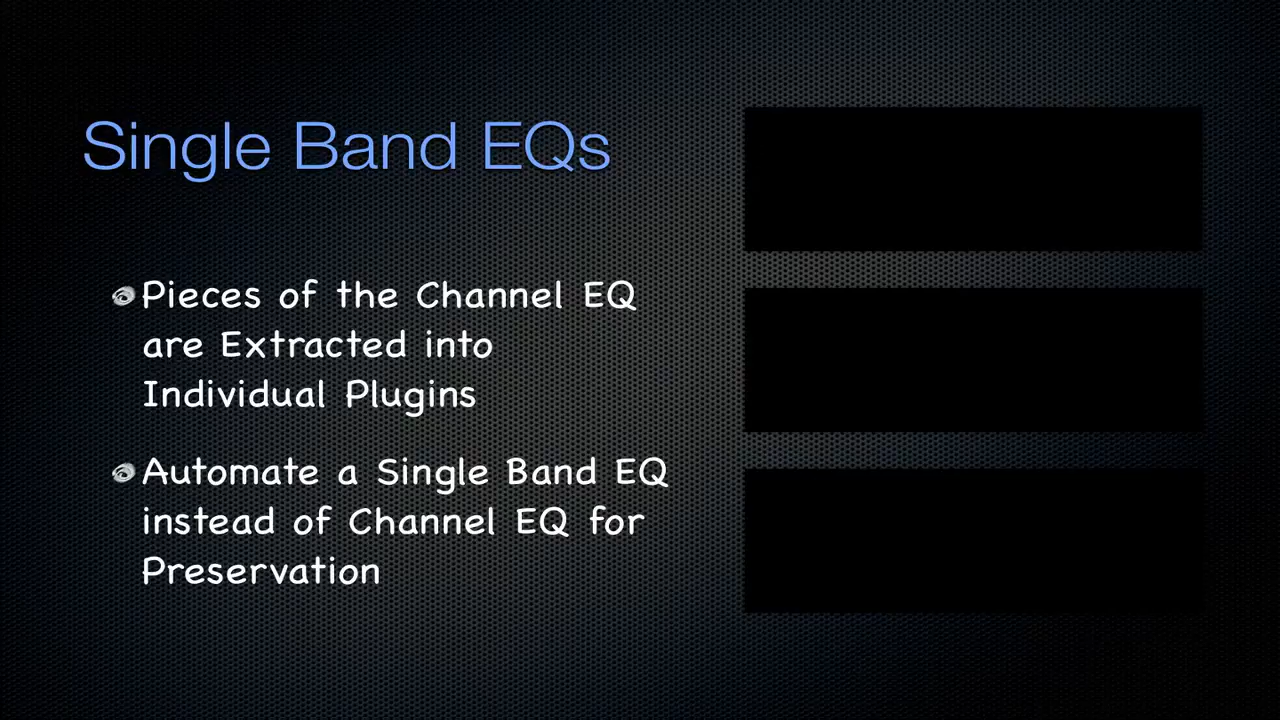 Single Band EQs
Pieces of the Channel EQ
are Extracted into
Individual Plugins
Automate a Single Band EQ
instead of Channel EQ for
Preservation